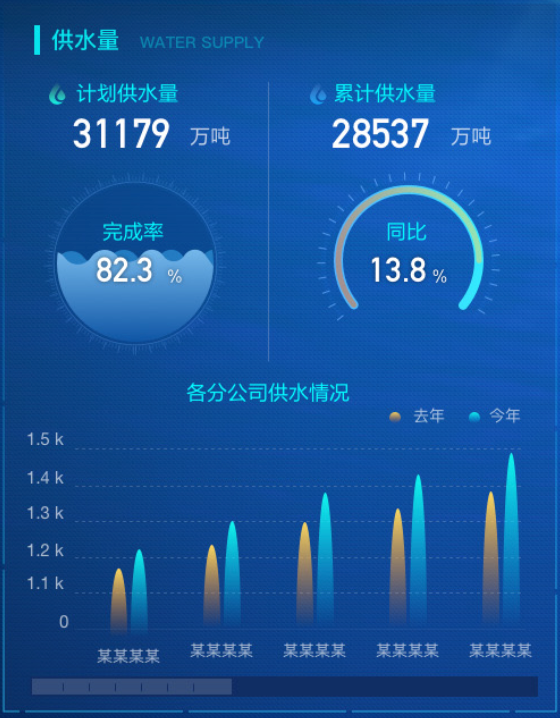 供水量 WATER SUPPLY
计划供水量 累计供水量
31179 万吨 28537 万吨
完成率 同比
82.3 % 13.8 %
各分公司供水情况
去年 今年
1.5 k
1.4 k
1.3 k
1.2 k
1.1 k
0
某某某某 某某某某 某某某某 某某某某 某某某某